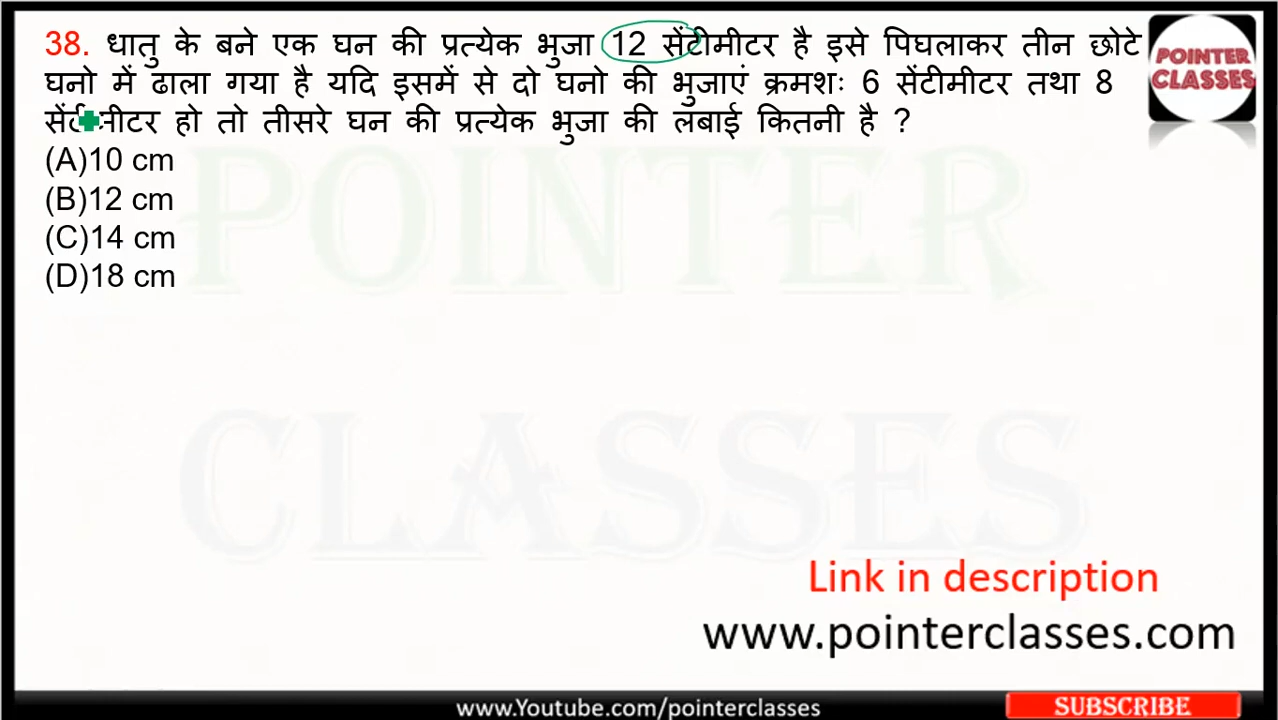 38. धातु के बने एक घन की प्रत्येक भुजा 12 सेंटीमीटर है इसे पिघलाकर तीन छोटे
घनो में ढाला गया है यदि इसमें से दो घनो की भुजाएं क्रमशः 6 सेंटीमीटर तथा 8
सेंटीमीटर हो तो तीसरे घन की प्रत्येक भुजा की लंबाई कितनी है ?
(A)10 cm
(B)12 cm
(C)14 cm
(D)18 cm
POINTER
CLASSES
POINTER
CLASSES
Link in description
www.pointerclasses.com
www.Youtube.com/pointerclasses
SUBSCRIBE